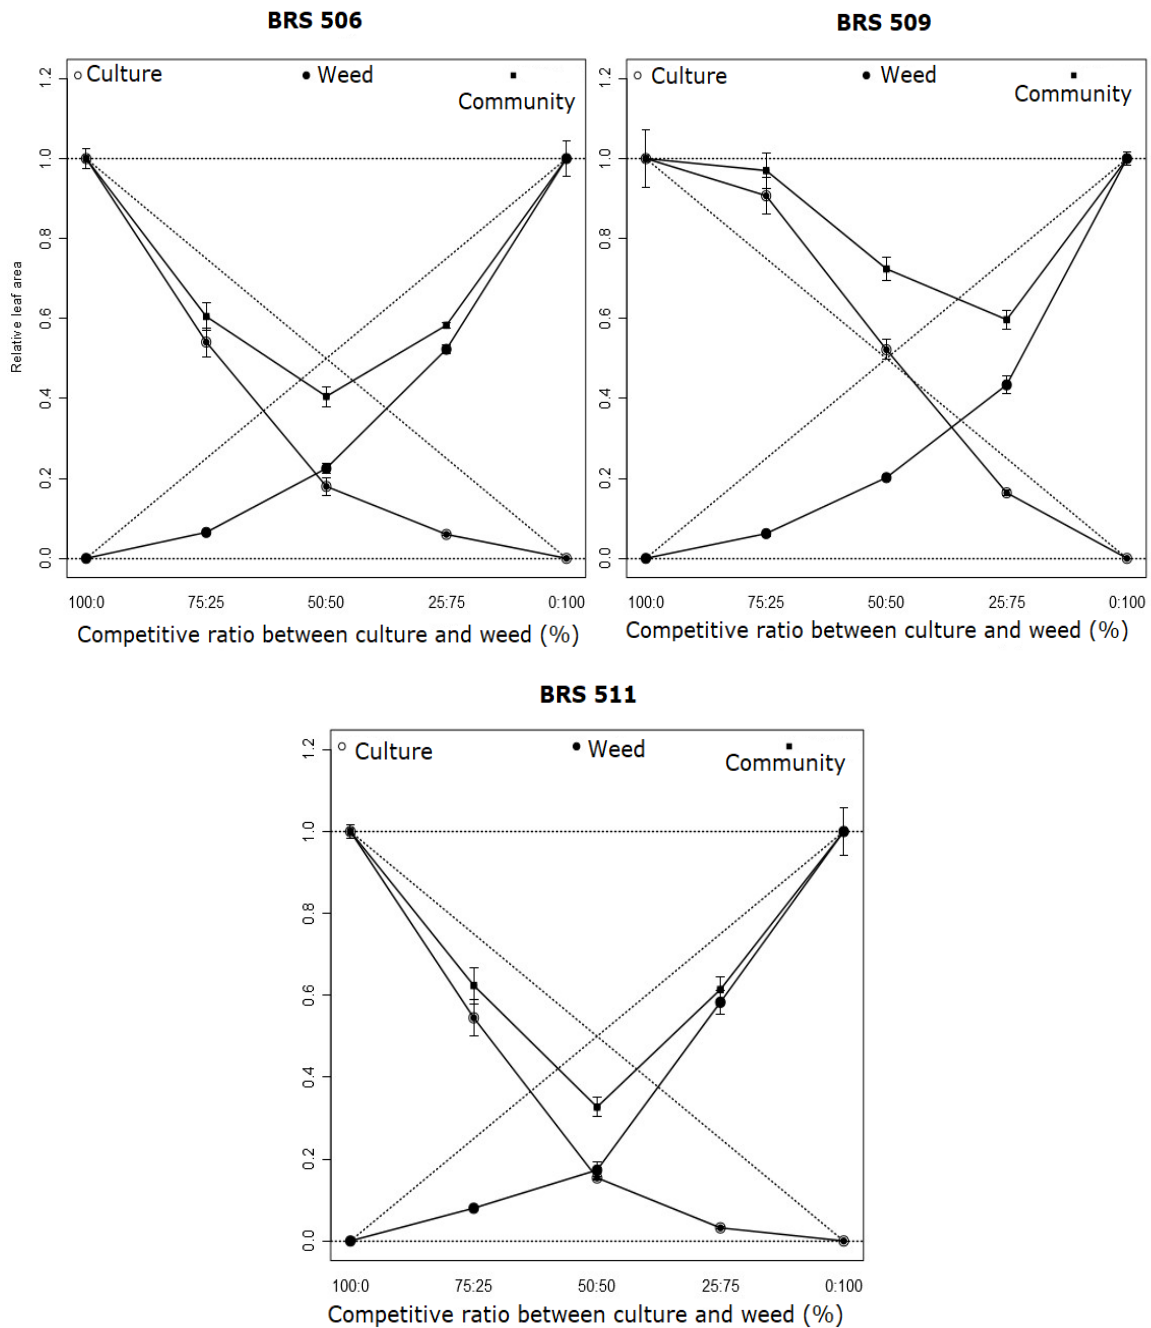 BRS 506
Culture
Weed
Community
1.2
1.0
0.8
0.6
0.4
0.2
0.0
Relative leaf area
100:0 75:25 50:50 25:75 0:100
Competitive ratio between culture and weed (%)
BRS 509
Culture
Weed
Community
1.2
1.0
0.8
0.6
0.4
0.2
0.0
100:0 75:25 50:50 25:75 0:100
Competitive ratio between culture and weed (%)
BRS 511
Culture
Weed
Community
1.2
1.0
0.8
0.6
0.4
0.2
0.0
100:0 75:25 50:50 25:75 0:100
Competitive ratio between culture and weed (%)